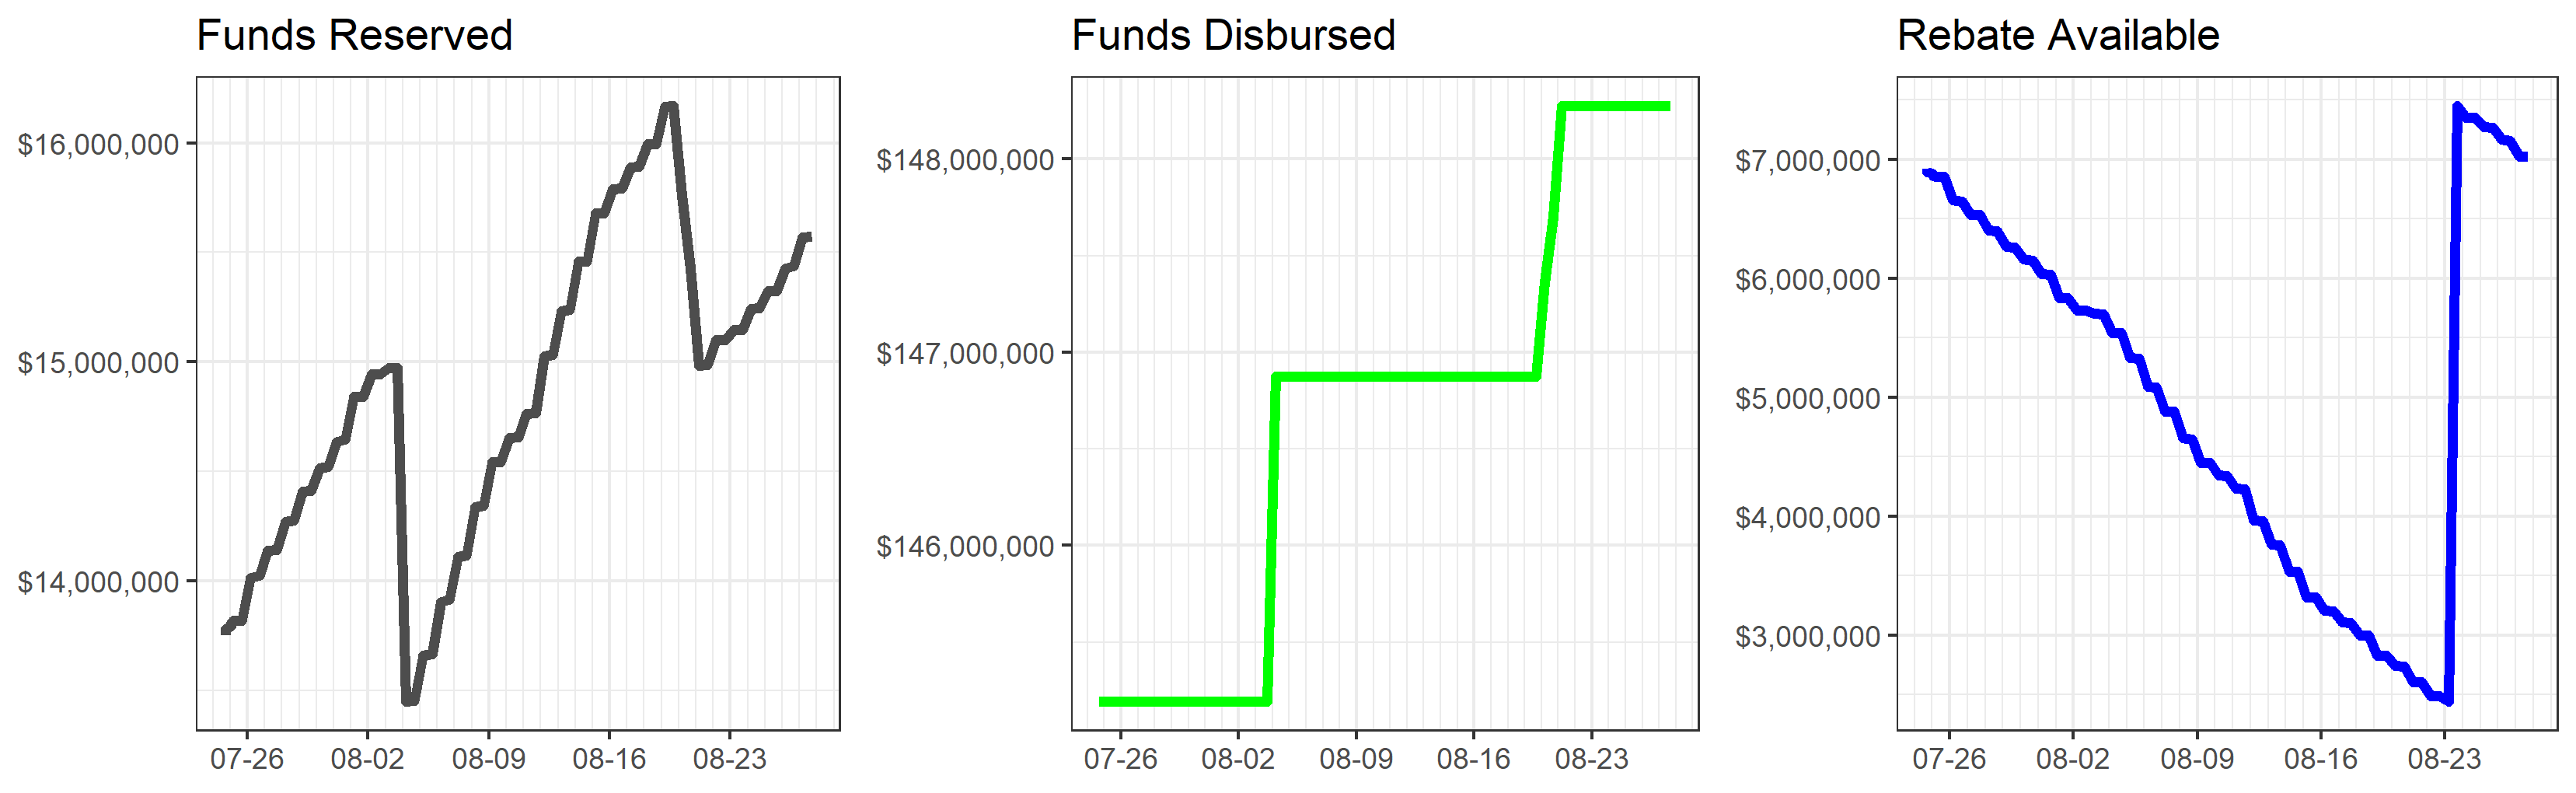 Funds Reserved
$16,000,000
$15,000,000
$14,000,000
07-26 08-02 08-09 08-16 08-23
Funds Disbursed
$148,000,000
$147,000,000
$146,000,000
07-26 08-02 08-09 08-16 08-23
Rebate Available
$7,000,000
$6,000,000
$5,000,000
$4,000,000
$3,000,000
07-26 08-02 08-09 08-16 08-23